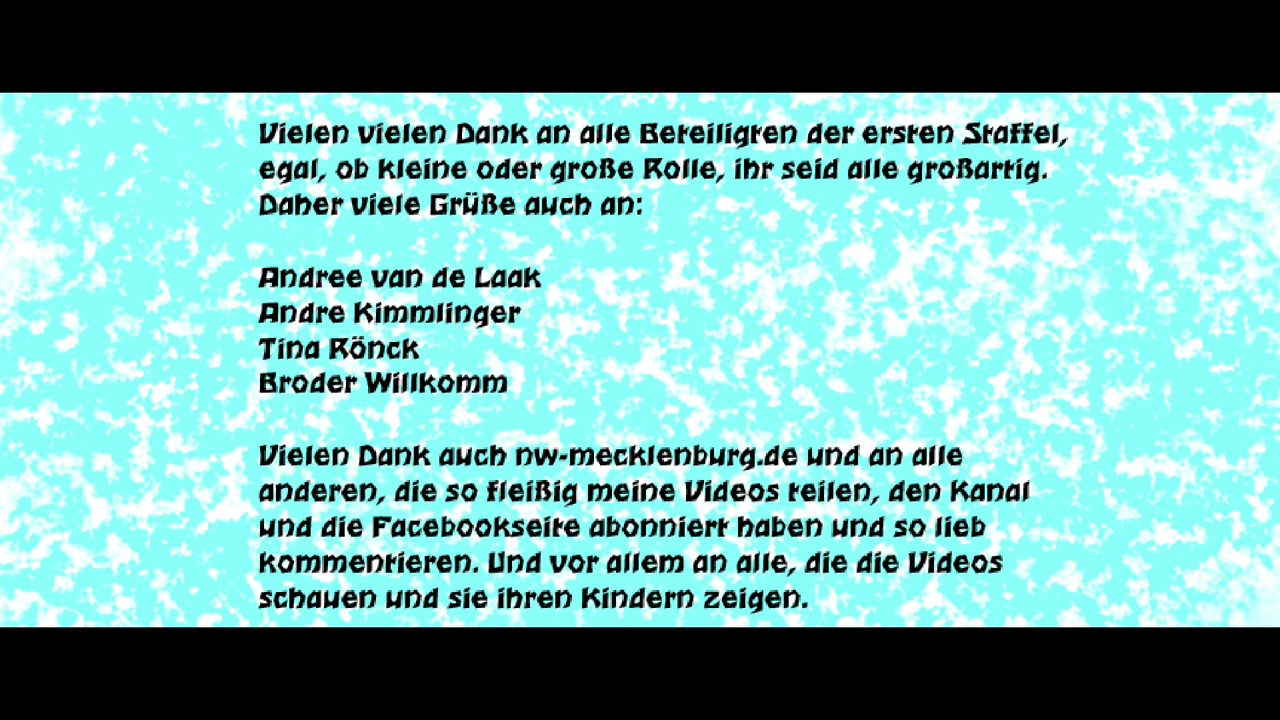 Vielen vielen Dank an alle Beteiligten der ersten Staffel,
egal, ob kleine oder große Rolle, ihr seid alle großartig.
Daher viele Grüße auch an:
Andree van de Laak
Andre Kimmlinger
Tina Rönck
Broder Willkomm
Vielen Dank auch nw-mecklenburg.de und an alle
anderen, die so fleißig meine Videos teilen, den Kanal
und die Facebookseite abonniert haben und so lieb
kommentieren. Und vor allem an alle, die die Videos
schauen und sie ihren Kindern zeigen.